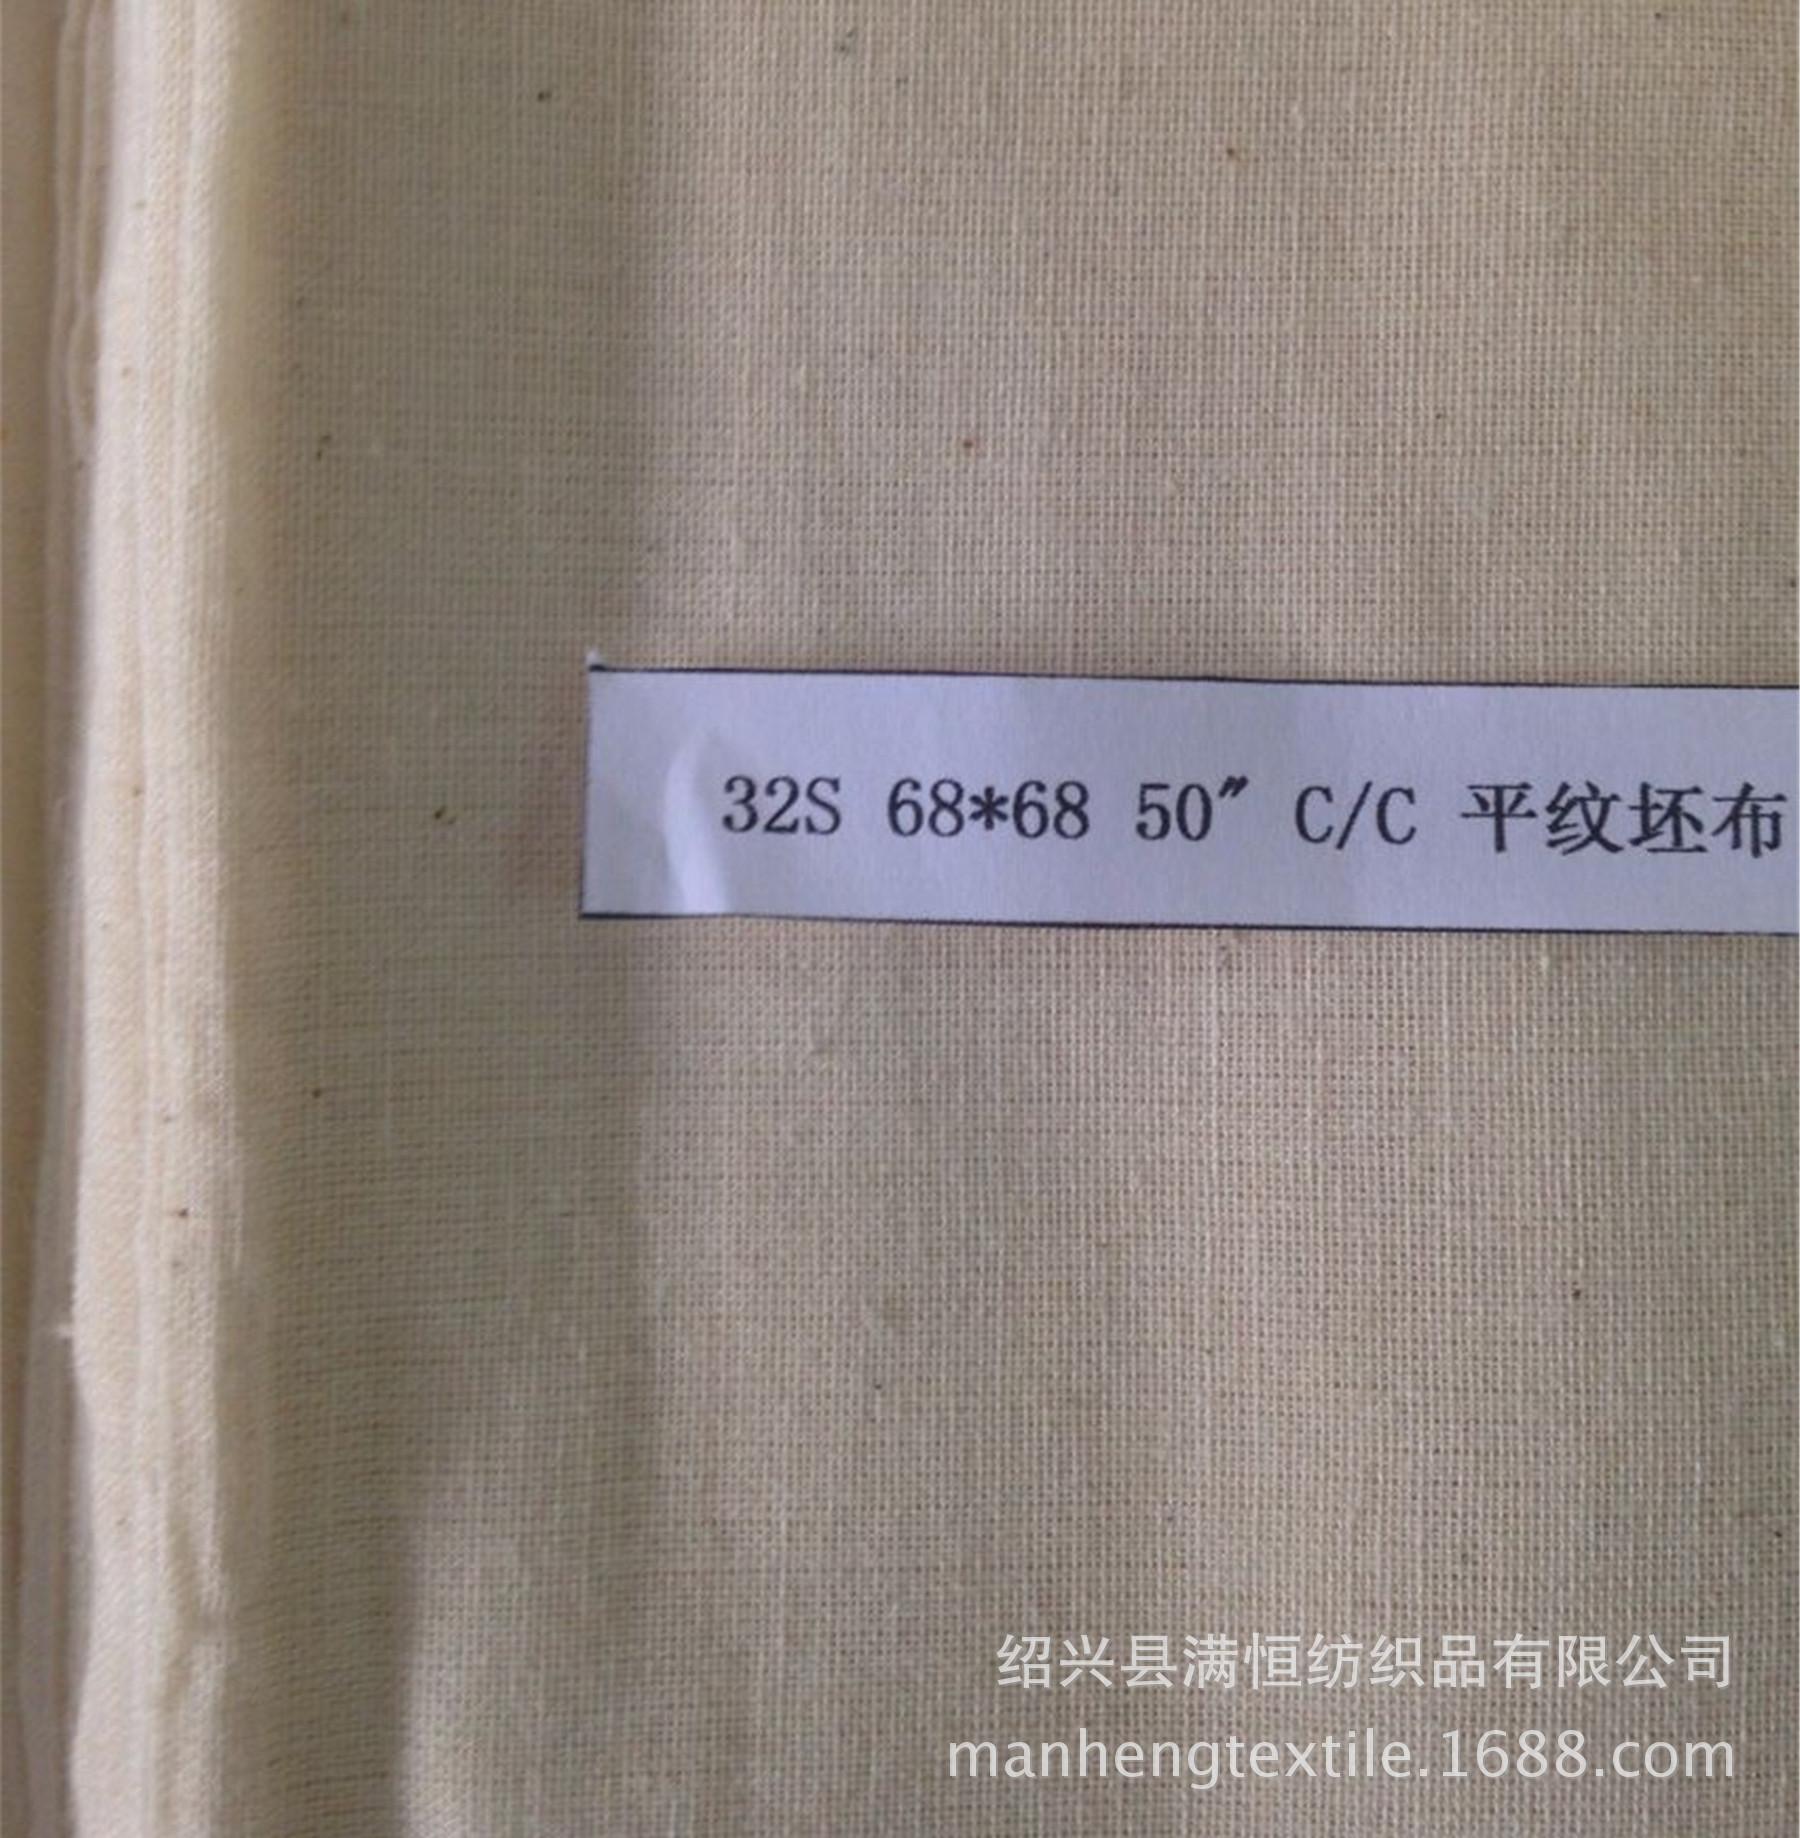 32S 68*68 50" C/C 平纹坯布
绍兴县满恒纺织品有限公司
manhengtextile.1688.com